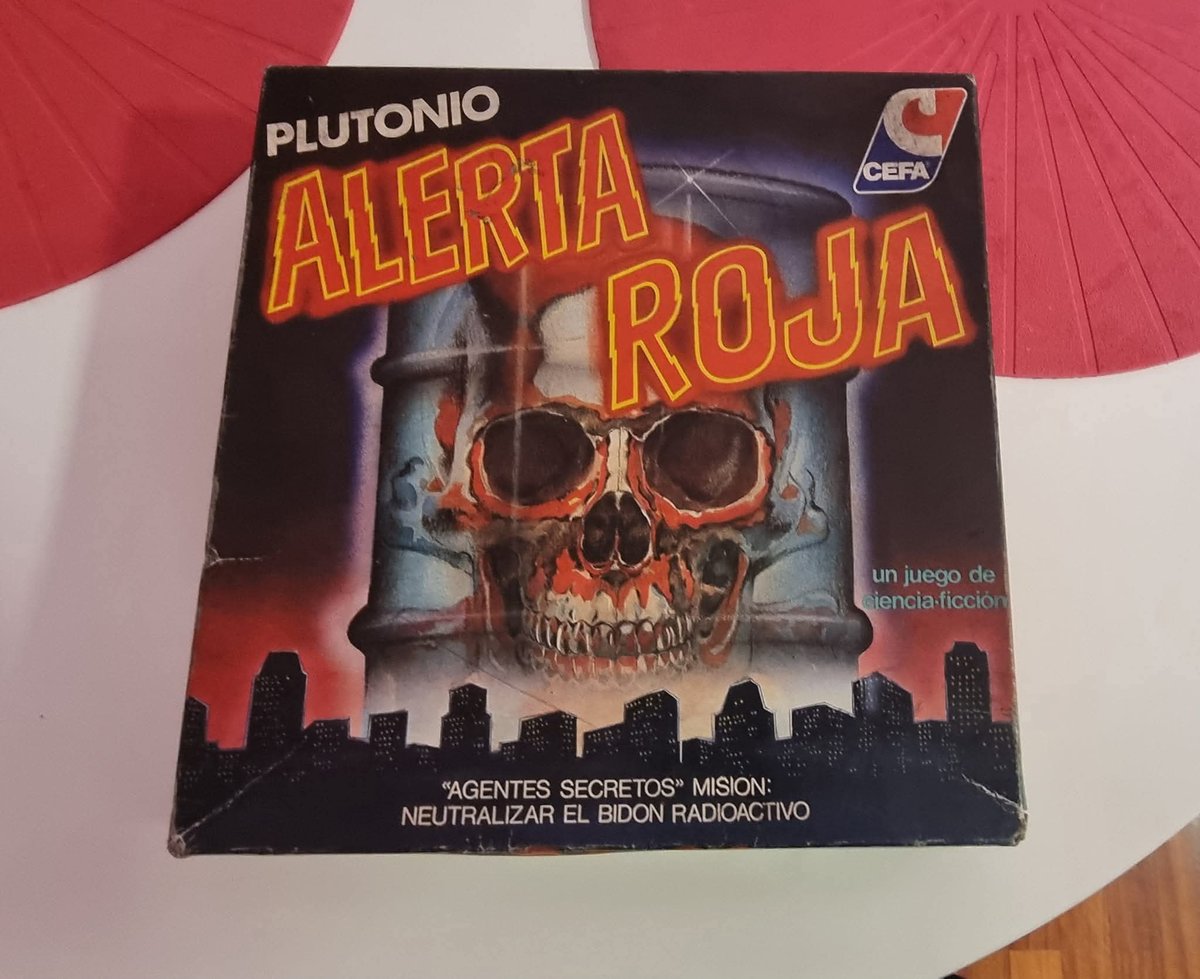 PLUTONIO
ALERTA
ROJA
CEFA
un juego de
ciencia-ficción
"AGENTES SECRETOS" MISION:
NEUTRALIZAR EL BIDON RADIOACTIVO